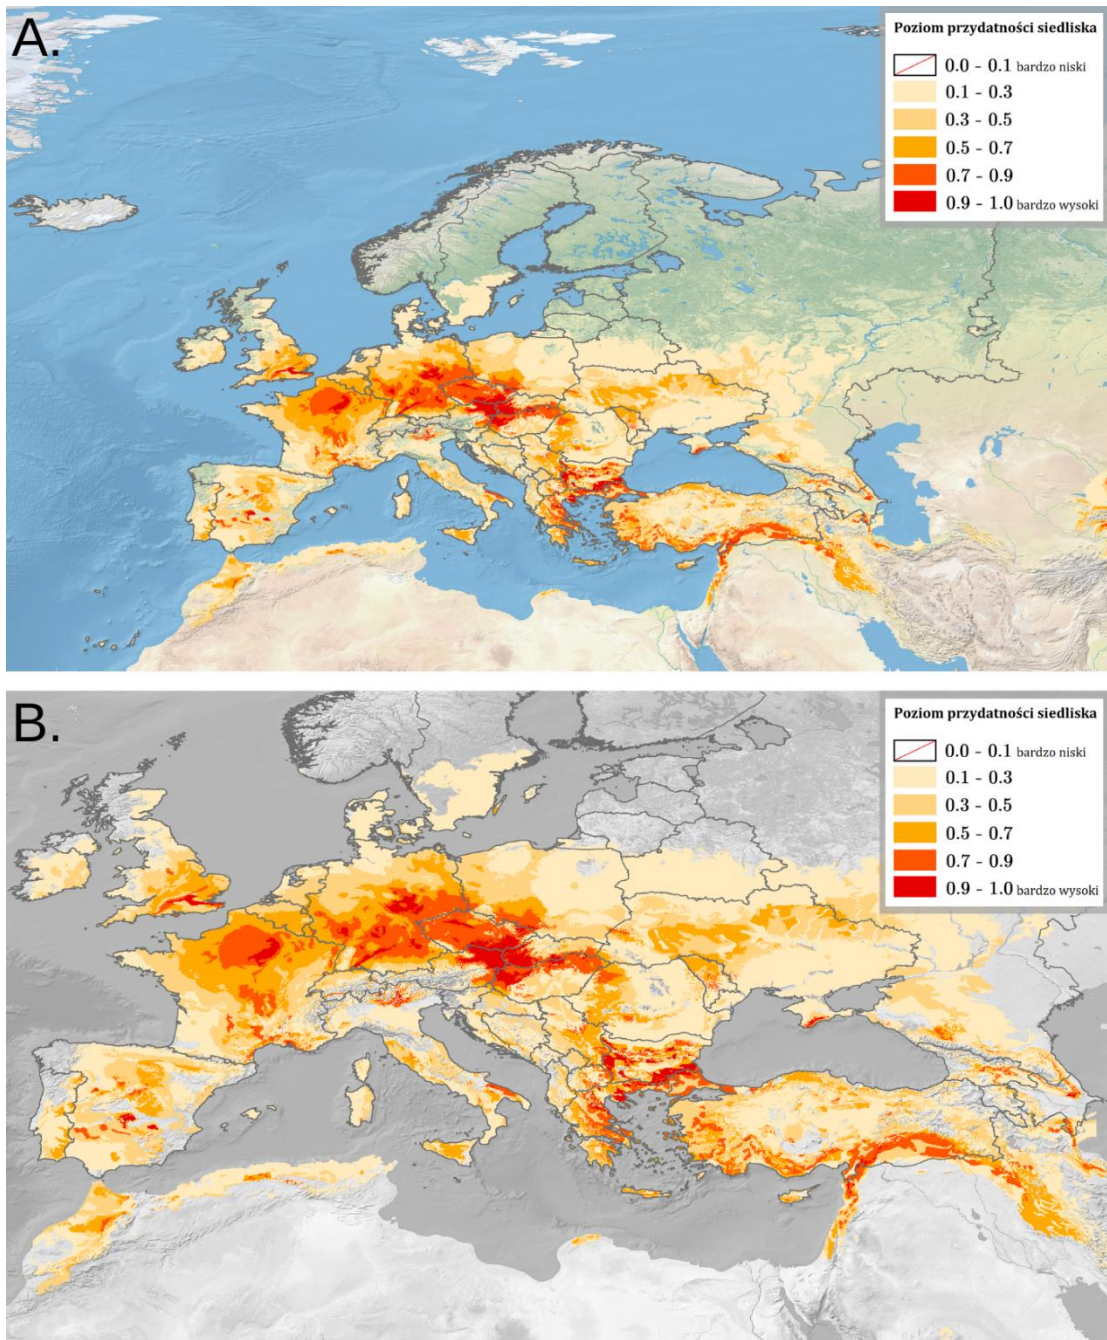 A.
Poziom przydatności siedliska
0.0 - 0.1 bardzo niski
0.1 - 0.3
0.3 - 0.5
0.5 - 0.7
0.7 - 0.9
0.9 - 1.0 bardzo wysoki
B.
Poziom przydatności siedliska
0.0 - 0.1 bardzo niski
0.1 - 0.3
0.3 - 0.5
0.5 - 0.7
0.7 - 0.9
0.9 - 1.0 bardzo wysoki